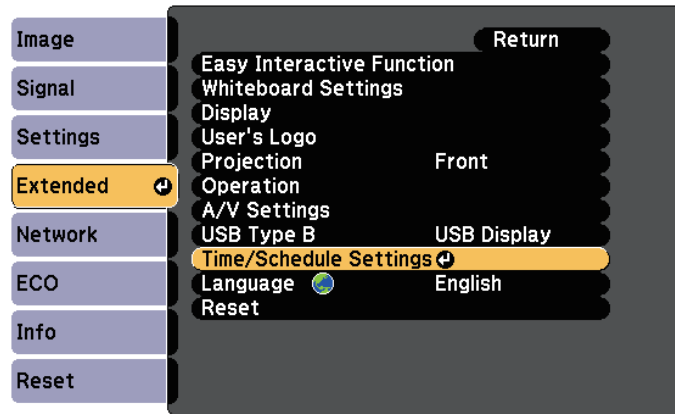 Image
Signal
Settings
Extended
Network
ECO
Info
Reset
Return
Easy Interactive Function
Whiteboard Settings
Display
User's Logo
Projection Front
Operation
A/V Settings
USB Type B USB Display
Time/Schedule Settings
Language English
Reset